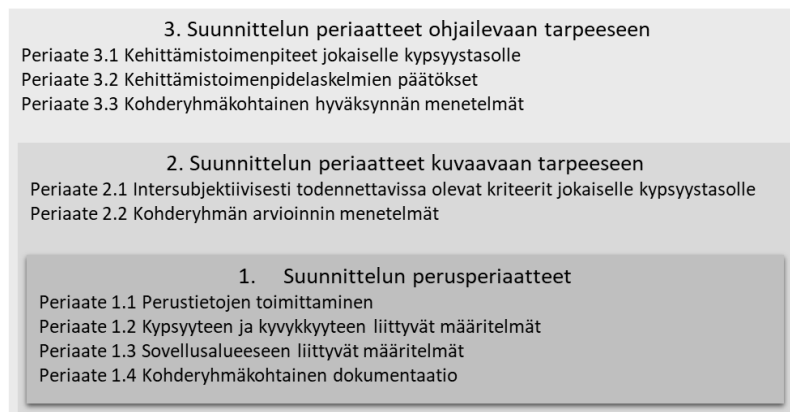 3. Suunnittelun periaatteet ohjailevaan tarpeeseen
Periaate 3.1 Kehittämistoimenpiteet jokaiselle kypsyystasolle
Periaate 3.2 Kehittämistoimenpidelaskelmien päätökset
Periaate 3.3 Kohderyhmäkohtainen hyväksynnän menetelmät
2. Suunnittelun periaatteet kuvaavaan tarpeeseen
Periaate 2.1 Intersubjektiivisesti todennettavissa olevat kriteerit jokaiselle kypsyystasolle
Periaate 2.2 Kohderyhmän arvioinnin menetelmät
1. Suunnittelun perusperiaatteet
Periaate 1.1 Perustietojen toimittaminen
Periaate 1.2 Kypsyyteen ja kyvykkyyteen liittyvät määritelmät
Periaate 1.3 Sovellusalueeseen liittyvät määritelmät
Periaate 1.4 Kohderyhmäkohtainen dokumentaatio